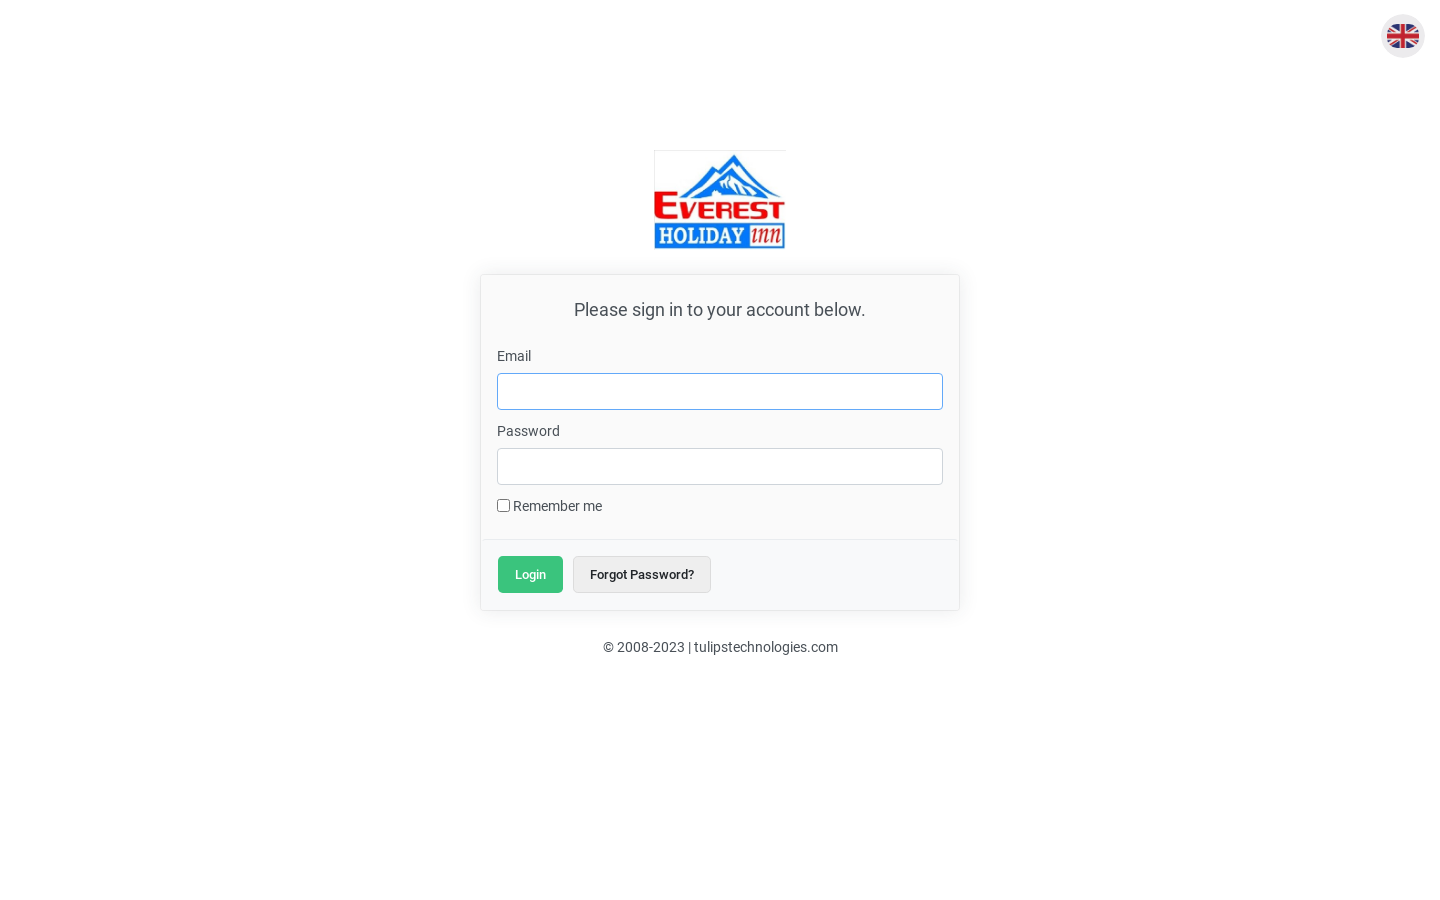 EVEREST
HOLIDAY inn
Please sign in to your account below.
Email
Password
Remember me
Login
Forgot Password?
© 2008-2023 | tulipstechnologies.com